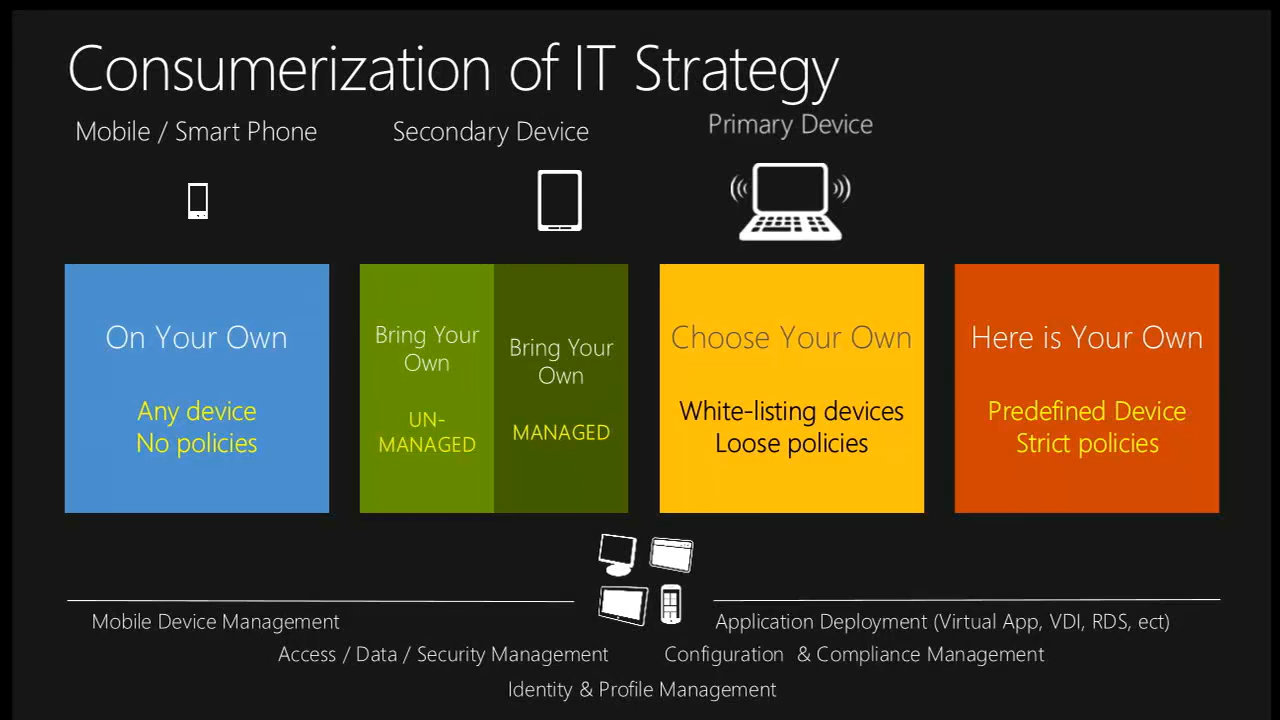 Consumerization of IT Strategy
Mobile / Smart Phone
Secondary Device
Primary Device
On Your Own
Any device
No policies
Bring Your
Own
UN-
MANAGED
Bring Your
Own
MANAGED
Choose Your Own
White-listing devices
Loose policies
Here is Your Own
Predefined Device
Strict policies
Mobile Device Management
Application Deployment (Virtual App, VDI, RDS, ect)
Access / Data / Security Management
Configuration & Compliance Management
Identity & Profile Management